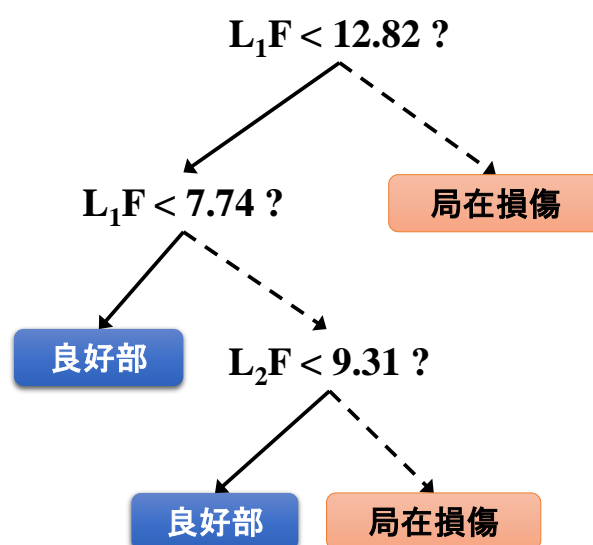 L₁F < 12.82 ?
L₁F < 7.74 ?
局在損傷
良好部
L₂F < 9.31 ?
良好部
局在損傷